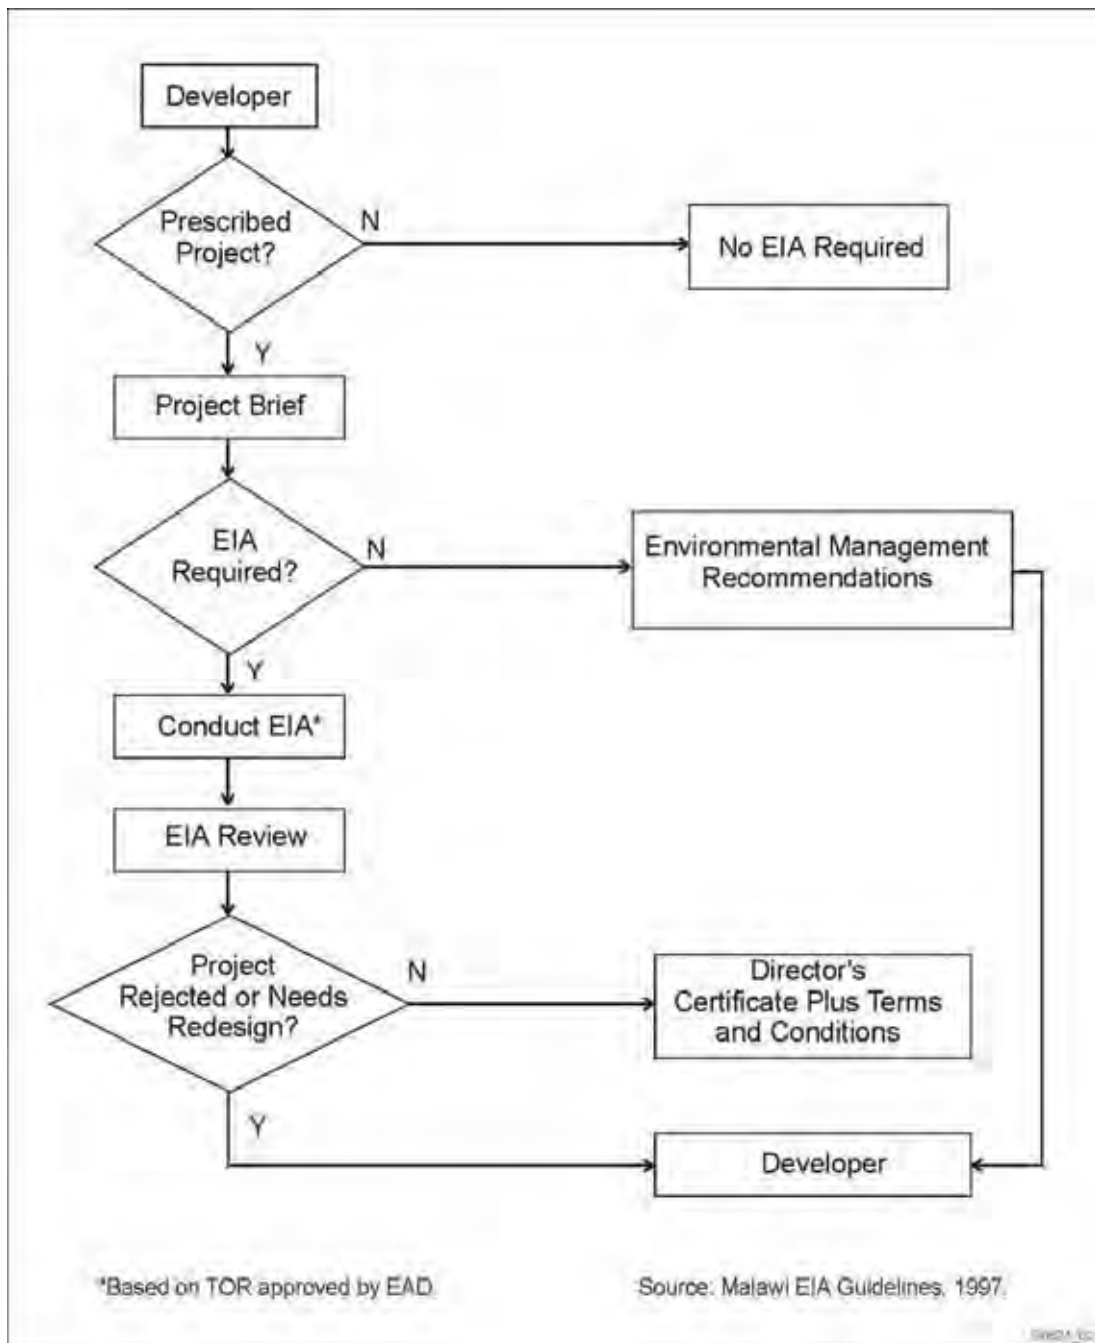 Developer
Prescribed
Project?
N
No EIA Required
Y
Project Brief
EIA
Required?
N
Environmental Management
Recommendations
Y
Conduct EIA*
EIA Review
Project
Rejected or Needs
Redesign?
N
Director's
Certificate Plus Terms
and Conditions
Y
Developer
*Based on TOR approved by EAD.
Source: Malawi EIA Guidelines, 1997.